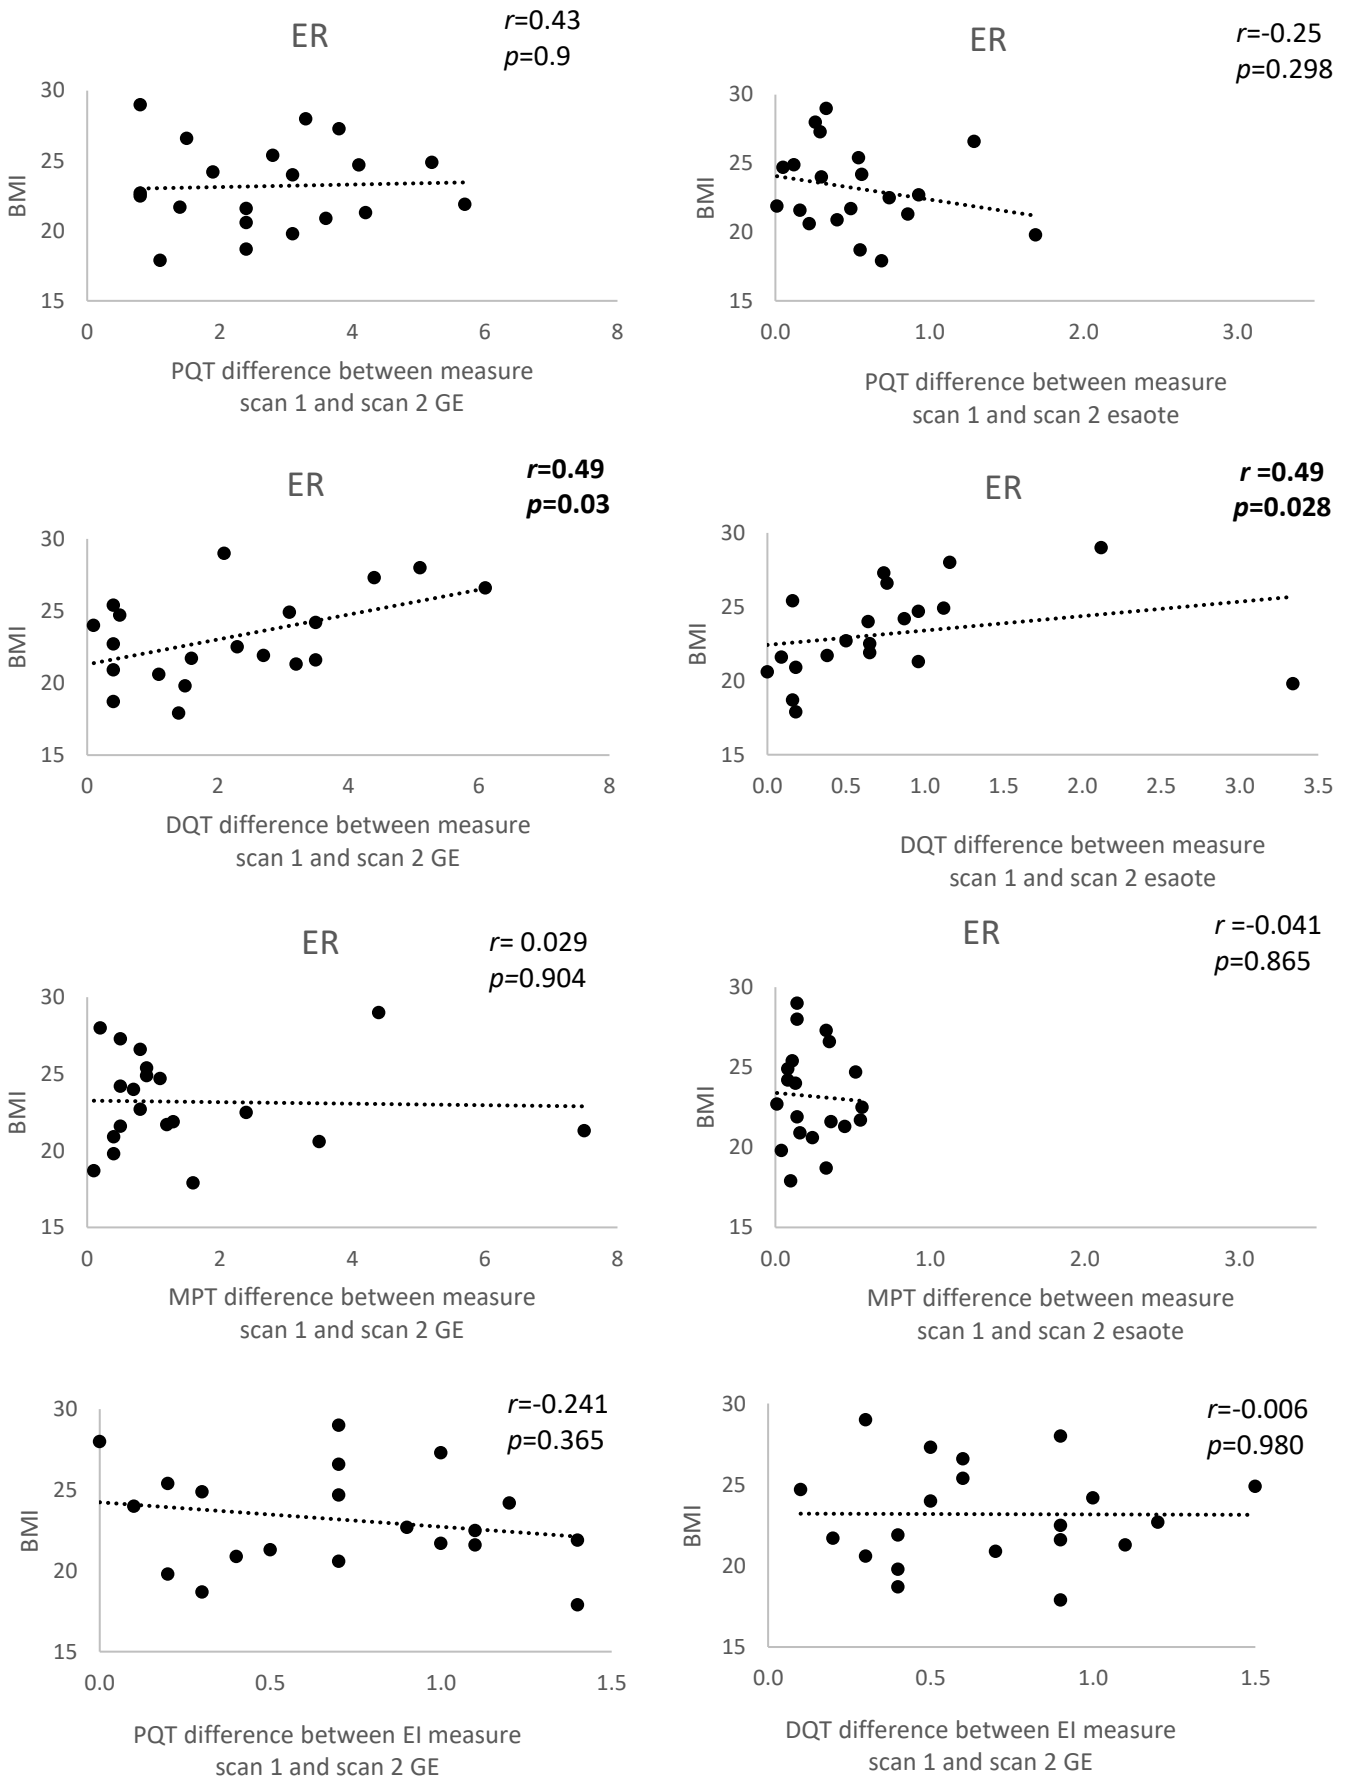 ER
r=0.43
p=0.9
30
25
20
15
BMI
0 2 4 6 8
PQT difference between measure
scan 1 and scan 2 GE
ER
r=-0.25
p=0.298
30
25
20
15
BMI
0.0 1.0 2.0 3.0
PQT difference between measure
scan 1 and scan 2 esaote
ER
r=0.49
p=0.03
30
25
20
15
BMI
0 2 4 6 8
DQT difference between measure
scan 1 and scan 2 GE
ER
r =0.49
p=0.028
30
25
20
15
BMI
0.0 0.5 1.0 1.5 2.0 2.5 3.0 3.5
DQT difference between measure
scan 1 and scan 2 esaote
ER
r= 0.029
p=0.904
30
25
20
15
BMI
0 2 4 6 8
MPT difference between measure
scan 1 and scan 2 GE
ER
r =-0.041
p=0.865
30
25
20
15
BMI
0.0 1.0 2.0 3.0
MPT difference between measure
scan 1 and scan 2 esaote
r=-0.241
p=0.365
30
25
20
15
BMI
0.0 0.5 1.0 1.5
PQT difference between EI measure
scan 1 and scan 2 GE
r=-0.006
p=0.980
30
25
20
15
BMI
0.0 0.5 1.0 1.5
DQT difference between EI measure
scan 1 and scan 2 GE